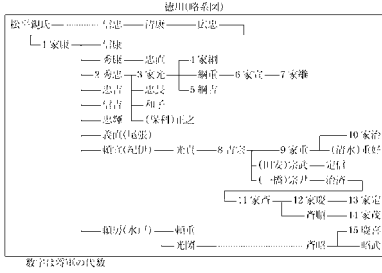 徳川(略系図)
松平親氏 信忠 清康 広忠
1家康 信康
秀康 忠直 4家綱
2秀忠 3家光 綱重 6家宣 7家継
忠吉 忠長 5綱吉
信吉 和子
忠輝 (保科)正之
義直(尾張) 10家治
頼宣(紀伊) 光貞 8吉宗 9家重 (清水)重好
(田安)宗武 定信
(一橋)宗尹 治済
11家斉 12家慶 13家定
斉順 14家茂
頼房(水戸) 頼重 15慶喜
光圀 斉昭 昭武
数字は将軍の代数